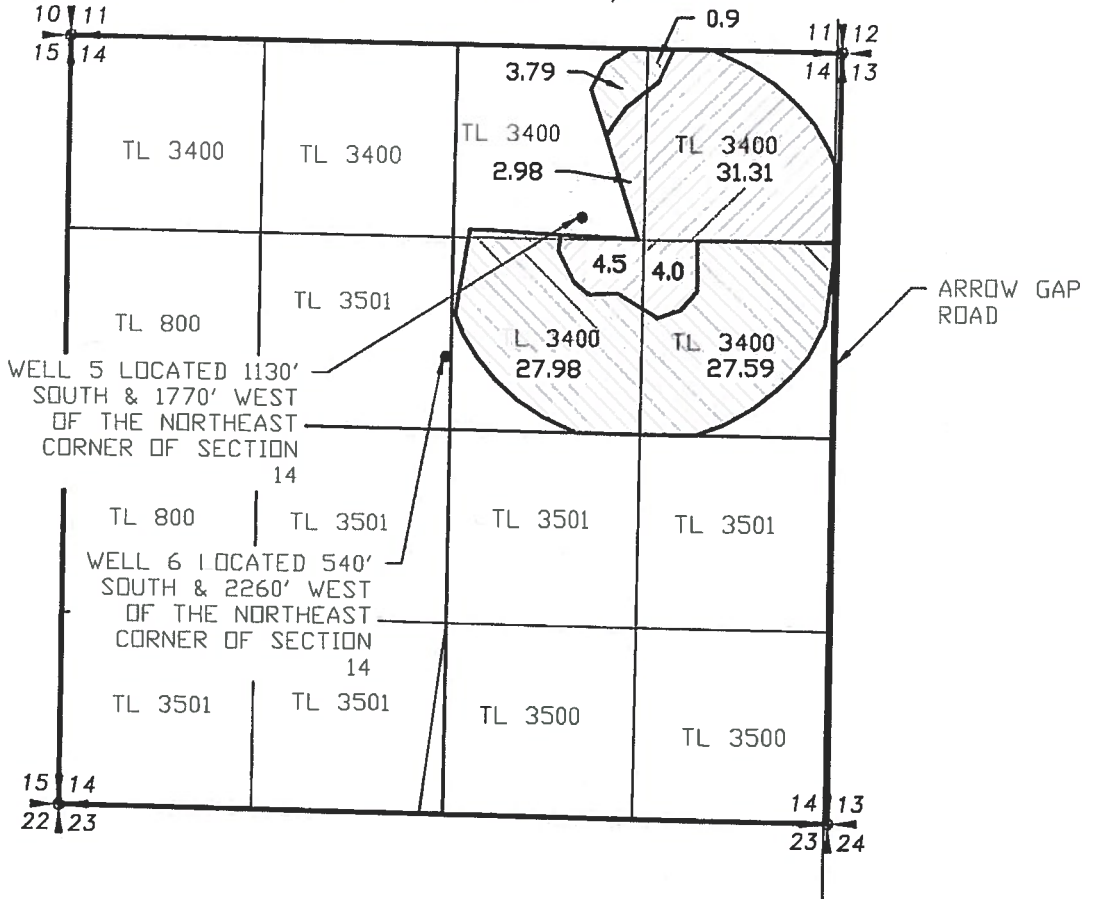 10 11
15 14
11 12
14 13
0.9
3.79
TL 3400
TL 3400
TL 3400
2.98
TL 3400
31.31
4.5
4.0
TL 800
TL 3501
L 3400
27.98
TL 3400
27.59
ARROW GAP
ROAD
WELL 5 LOCATED 1130'
SOUTH & 1770' WEST
OF THE NORTHEAST
CORNER OF SECTION
14
TL 800
TL 3501
TL 3501
TL 3501
WELL 6 LOCATED 540'
SOUTH & 2260' WEST
OF THE NORTHEAST
CORNER OF SECTION
14
TL 3501
TL 3501
TL 3500
TL 3500
15 14
22 23
14 13
23 24